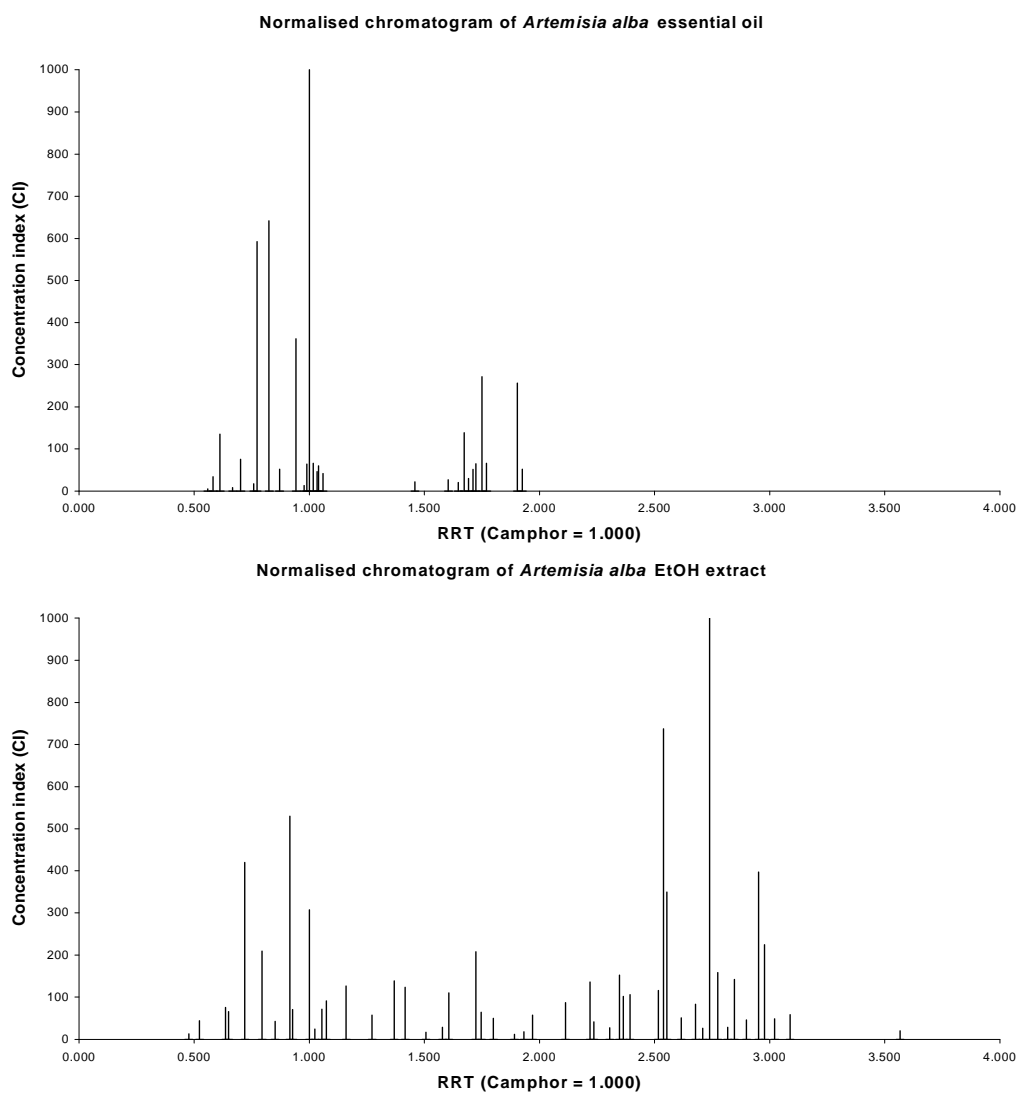 Normalised chromatogram of Artemisia alba essential oil
1000
900
800
700
600
500
400
300
200
100
0
Concentration index (CI)
0.000 0.500 1.000 1.500 2.000 2.500 3.000 3.500 4.000
RRT (Camphor = 1.000)
Normalised chromatogram of Artemisia alba EtOH extract
1000
900
800
700
600
500
400
300
200
100
0
Concentration index (CI)
0.000 0.500 1.000 1.500 2.000 2.500 3.000 3.500 4.000
RRT (Camphor = 1.000)